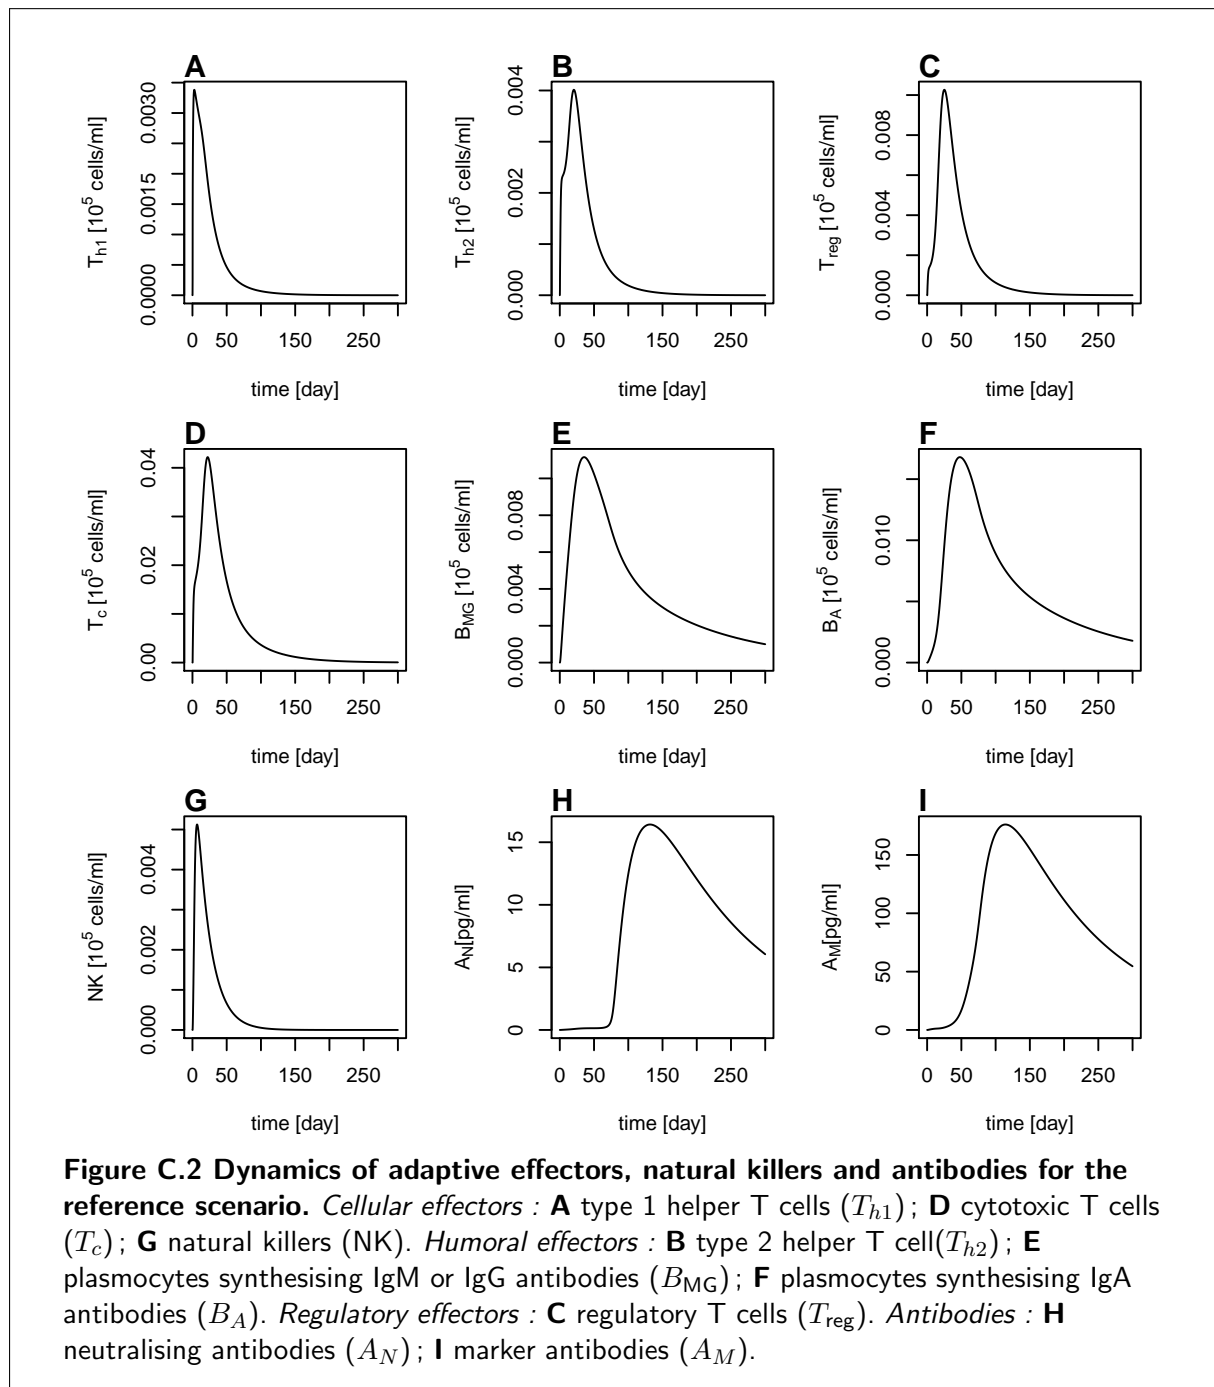 A
T_h1 [10^5 cells/ml]
0.0000 0.0015 0.0030
0 50 150 250
time [day]
B
T_h2 [10^5 cells/ml]
0.000 0.002 0.004
0 50 150 250
time [day]
C
T_reg [10^5 cells/ml]
0.000 0.004 0.008
0 50 150 250
time [day]
D
T_c [10^5 cells/ml]
0.00 0.02 0.04
0 50 150 250
time [day]
E
B_MG [10^5 cells/ml]
0.000 0.004 0.008
0 50 150 250
time [day]
F
B_A [10^5 cells/ml]
0.000 0.010
0 50 150 250
time [day]
G
NK [10^5 cells/ml]
0.000 0.002 0.004
0 50 150 250
time [day]
H
A_N[pg/ml]
0 5 10 15
0 50 150 250
time [day]
I
A_M[pg/ml]
0 50 100 150
0 50 150 250
time [day]
Figure C.2 Dynamics of adaptive effectors, natural killers and antibodies for the
reference scenario. Cellular effectors : A type 1 helper T cells (T_h1) ; D cytotoxic T cells
(T_c) ; G natural killers (NK). Humoral effectors : B type 2 helper T cell(T_h2) ; E
plasmocytes synthesising IgM or IgG antibodies (B_MG) ; F plasmocytes synthesising IgA
antibodies (B_A). Regulatory effectors : C regulatory T cells (T_reg). Antibodies : H
neutralising antibodies (A_N) ; I marker antibodies (A_M).